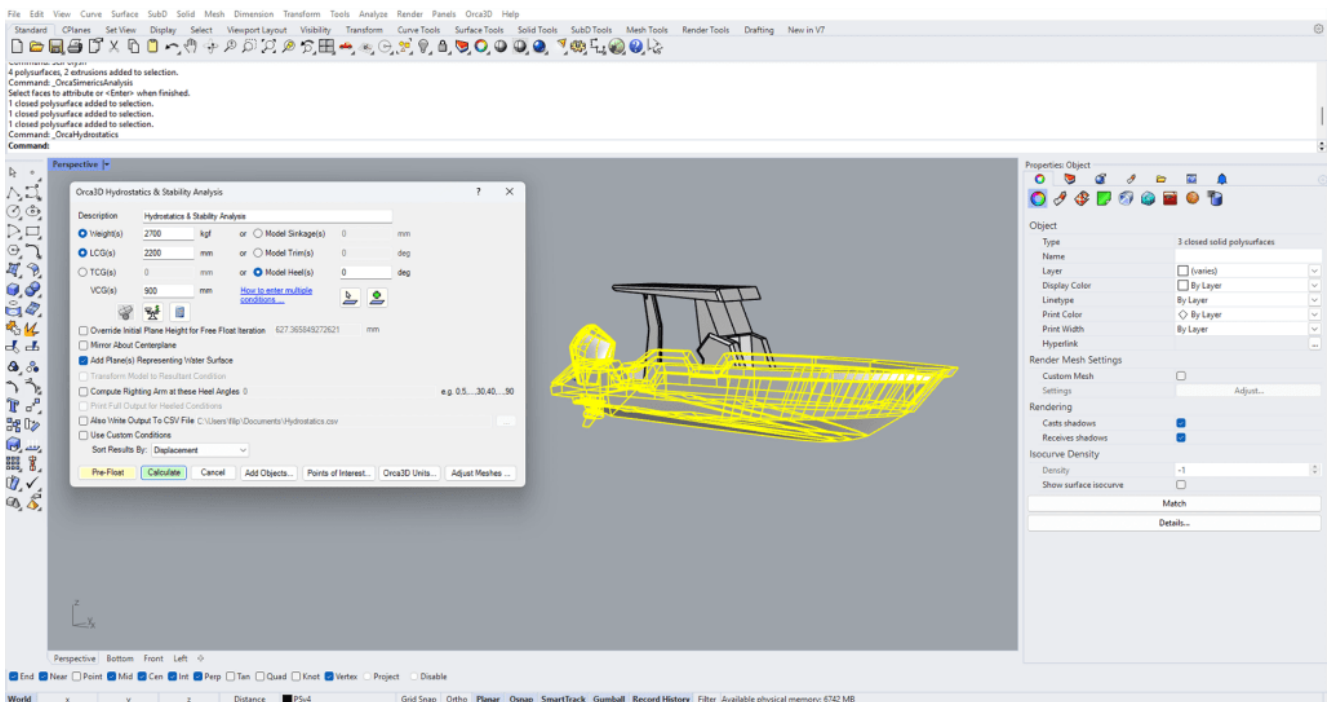 File Edit View Curve Surface SubD Solid Mesh Dimension Transform Tools Analyze Render Panels Orca3D Help
Standard CPlanes Set View Display Select Viewport Layout Visibility Transform Curve Tools Surface Tools Solid Tools SubD Tools Mesh Tools Render Tools Drafting New in V7
4 polysurfaces, 2 extrusions added to selection.
Command: _OrcaSimericsAnalysis
Select faces to attribute or <Enter> when finished.
1 closed polysurface added to selection.
1 closed polysurface added to selection.
1 closed polysurface added to selection.
Command: _OrcaHydrostatics
Command:
Perspective
Orca3D Hydrostatics & Stability Analysis ? X
Description Hydrostatics & Stability Analysis
Weight(s) 2700 kgf or Model Sinkage(s) 0 mm
LCG(s) 2200 mm or Model Trim(s) 0 deg
TCG(s) 0 mm or Model Heel(s) 0 deg
VCG(s) 900 mm How to enter multiple
conditions ...
Override Initial Plane Height for Free Float Iteration 627.365849272621 mm
Mirror About Centerplane
Add Plane(s) Representing Water Surface
Transform Model to Resultant Condition
Compute Righting Arm at these Heel Angles 0 e.g. 0,5,...30,40,...,90
Print Full Output for Heeled Conditions
Also Write Output To CSV File C:\Users\filip\Documents\Hydrostatics.csv ...
Use Custom Conditions
Sort Results By: Displacement
Pre-Float Calculate Cancel Add Objects... Points of Interest... Orca3D Units... Adjust Meshes ...
z
x
Perspective Bottom Front Left
End Near Point Mid Cen Int Perp Tan Quad Knot Vertex Project Disable
World x y z Distance PSv4 Grid Snap Ortho Planar Osnap SmartTrack Gumball Record History Filter Available physical memory: 6742 MB
Properties: Object
Object
Type 3 closed solid polysurfaces
Name
Layer (varies)
Display Color By Layer
Linetype By Layer
Print Color By Layer
Print Width By Layer
Hyperlink ...
Render Mesh Settings
Custom Mesh
Settings Adjust...
Rendering
Casts shadows
Receives shadows
Isocurve Density
Density -1
Show surface isocurve
Match
Details...